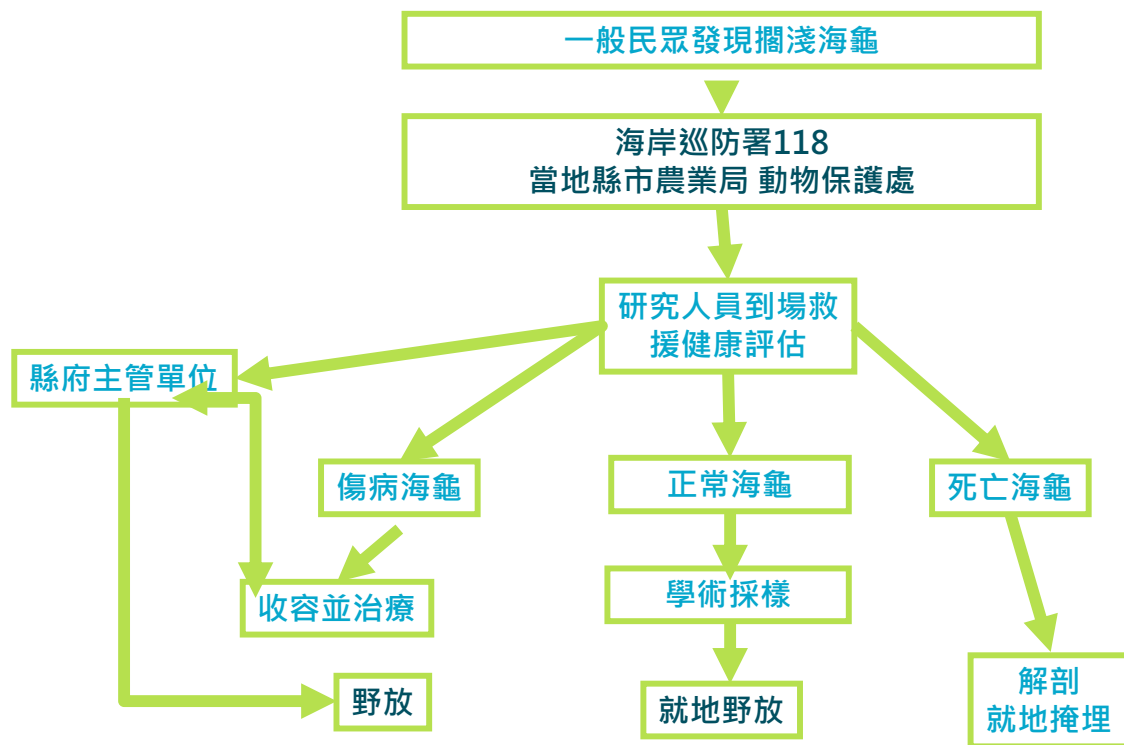 一般民眾發現擱淺海龜
海岸巡防署118
當地縣市農業局 動物保護處
研究人員到場救
援健康評估
縣府主管單位
傷病海龜
正常海龜
死亡海龜
收容並治療
學術採樣
野放
就地野放
解剖
就地掩埋